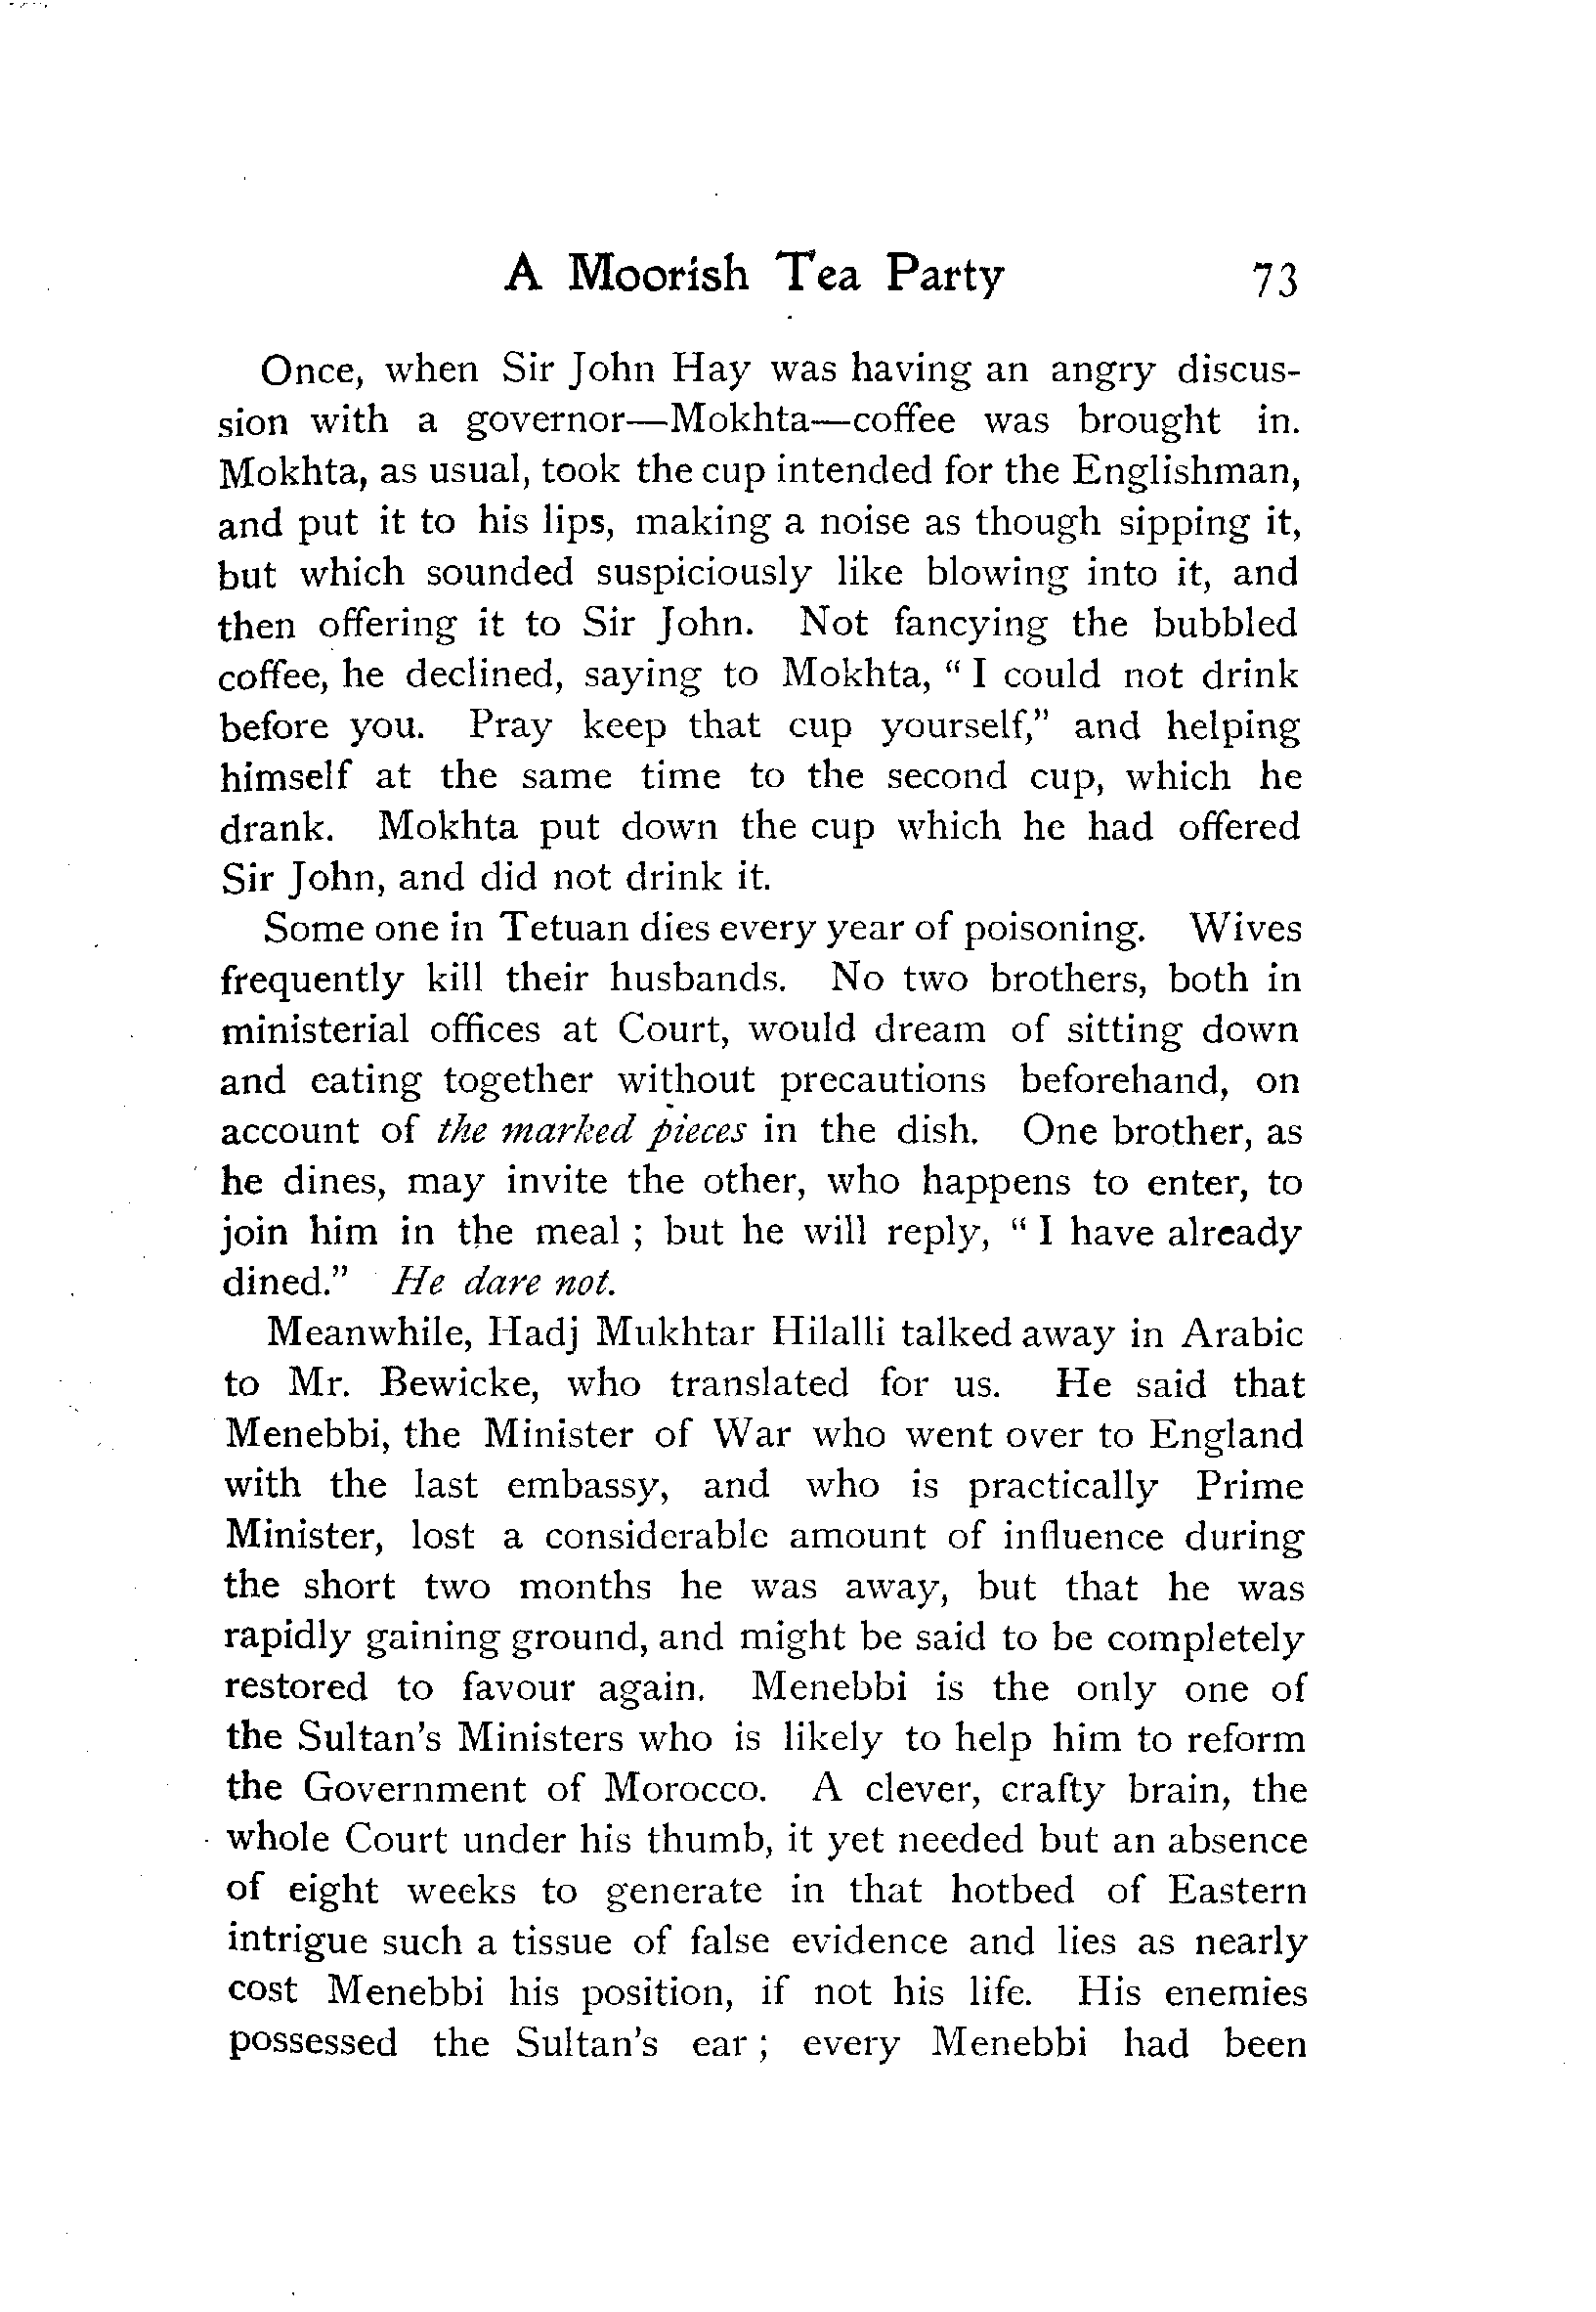 A Moorish Tea Party 73
Once, when Sir John Hay was having an angry discus-
sion with a governor—Mokhta—coffee was brought in.
Mokhta, as usual, took the cup intended for the Englishman,
and put it to his lips, making a noise as though sipping it,
but which sounded suspiciously like blowing into it, and
then offering it to Sir John. Not fancying the bubbled
coffee, he declined, saying to Mokhta, “ I could not drink
before you. Pray keep that cup yourself,” and helping
himself at the same time to the second cup, which he
drank. Mokhta put down the cup which he had offered
Sir John, and did not drink it.
Some one in Tetuan dies every year of poisoning. Wives
frequently kill their husbands. No two brothers, both in
ministerial offices at Court, would dream of sitting down
and eating together without precautions beforehand, on
account of the marked pieces in the dish. One brother, as
he dines, may invite the other, who happens to enter, to
join him in the meal ; but he will reply, “ I have already
dined.” He dare not.
Meanwhile, Hadj Mukhtar Hilalli talked away in Arabic
to Mr. Bewicke, who translated for us. He said that
Menebbi, the Minister of War who went over to England
with the last embassy, and who is practically Prime
Minister, lost a considerable amount of influence during
the short two months he was away, but that he was
rapidly gaining ground, and might be said to be completely
restored to favour again. Menebbi is the only one of
the Sultan’s Ministers who is likely to help him to reform
the Government of Morocco. A clever, crafty brain, the
whole Court under his thumb, it yet needed but an absence
of eight weeks to generate in that hotbed of Eastern
intrigue such a tissue of false evidence and lies as nearly
cost Menebbi his position, if not his life. His enemies
possessed the Sultan’s ear ; every Menebbi had been